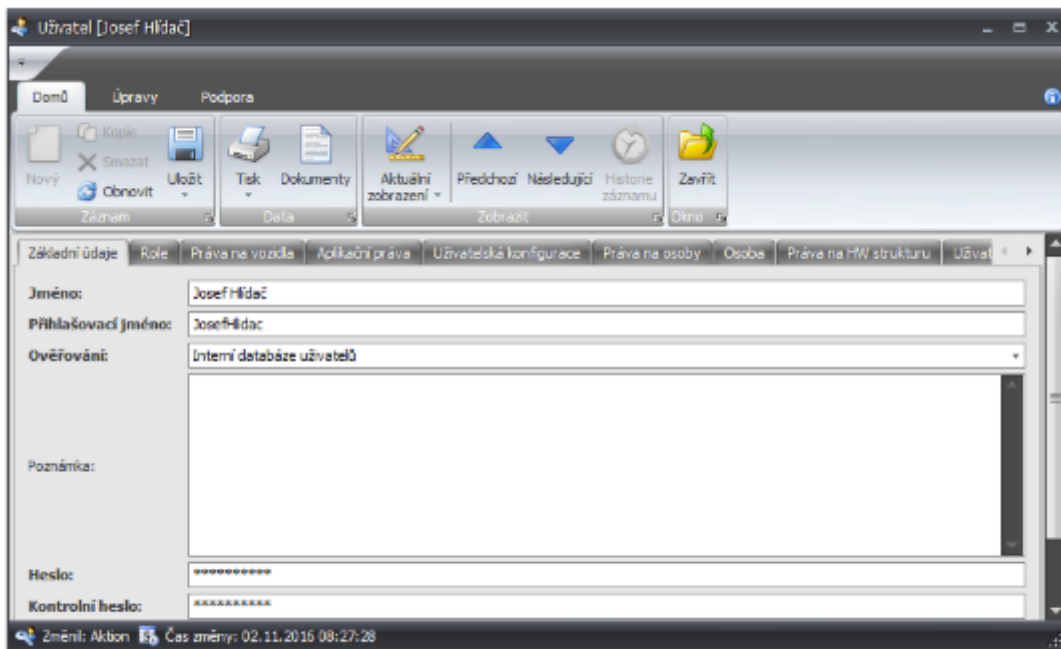 Uživatel [Josef Hlídač]
Domů Úpravy Podpora
Nový Kopie Smazat Obnovit Uložit Tisk Dokumenty Aktuální zobrazení Předchozí Následující Historie záznamu Zavřít
Záznam Data Zobrazit Okno
Základní údaje Role Práva na vozidla Aplikační práva Uživatelská konfigurace Práva na osoby Osoba Práva na HW strukturu Uživat
Jméno: Josef Hlídač
Přihlašovací jméno: JosefHlidac
Ověřování: Interní databáze uživatelů
Poznámka:
Heslo: **********
Kontrolní heslo: **********
Změnil: Aktion Čas změny: 02.11.2016 08:27:28